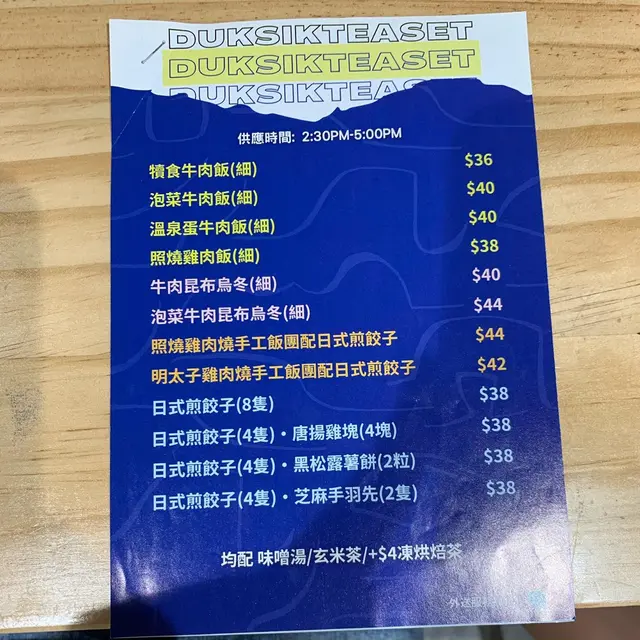 DUKSIKTEASET
DUKSIKTEASET
DUKSIKTEASET
供應時間: 2:30PM-5:00PM
犢食牛肉飯(細) $36
泡菜牛肉飯(細) $40
溫泉蛋牛肉飯(細) $40
照燒雞肉飯(細) $38
牛肉昆布烏冬(細) $40
泡菜牛肉昆布烏冬(細) $44
照燒雞肉燒手工飯團配日式煎餃子 $44
明太子雞肉燒手工飯團配日式煎餃子 $42
日式煎餃子(8隻) $38
日式煎餃子(4隻)・唐揚雞塊(4塊) $38
日式煎餃子(4隻)・黑松露薯餅(2粒) $38
日式煎餃子(4隻)・芝麻手羽先(2隻) $38
均配 味噌湯/玄米茶/+$4凍烘焙茶
外送服